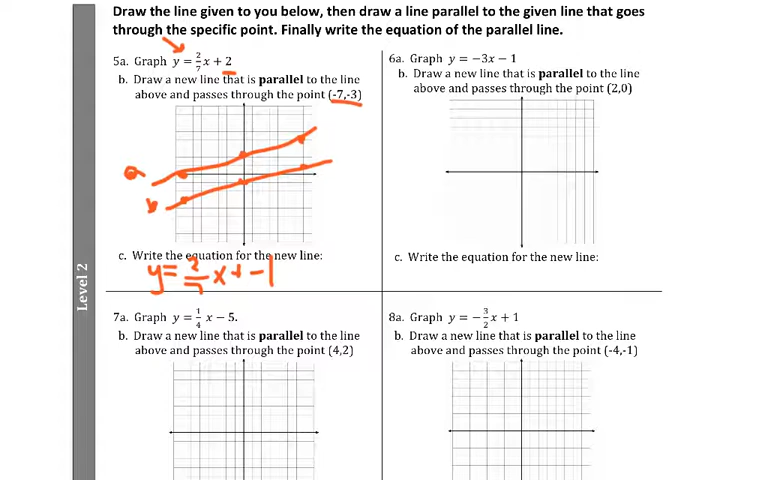 Draw the line given to you below, then draw a line parallel to the given line that goes
through the specific point. Finally write the equation of the parallel line.
5a. Graph y = 2/7 x + 2
b. Draw a new line that is parallel to the line
above and passes through the point (-7,-3)
a
b
c. Write the equation for the new line:
y = 2/7 x + -1
6a. Graph y = −3x − 1
b. Draw a new line that is parallel to the line
above and passes through the point (2,0)
c. Write the equation for the new line:
Level 2
7a. Graph y = 1/4 x − 5.
b. Draw a new line that is parallel to the line
above and passes through the point (4,2)
8a. Graph y = −3/2 x + 1
b. Draw a new line that is parallel to the line
above and passes through the point (-4,-1)